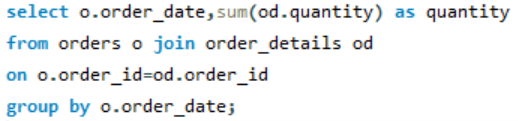 select o.order_date,sum(od.quantity) as quantity
from orders o join order_details od
on o.order_id=od.order_id
group by o.order_date;